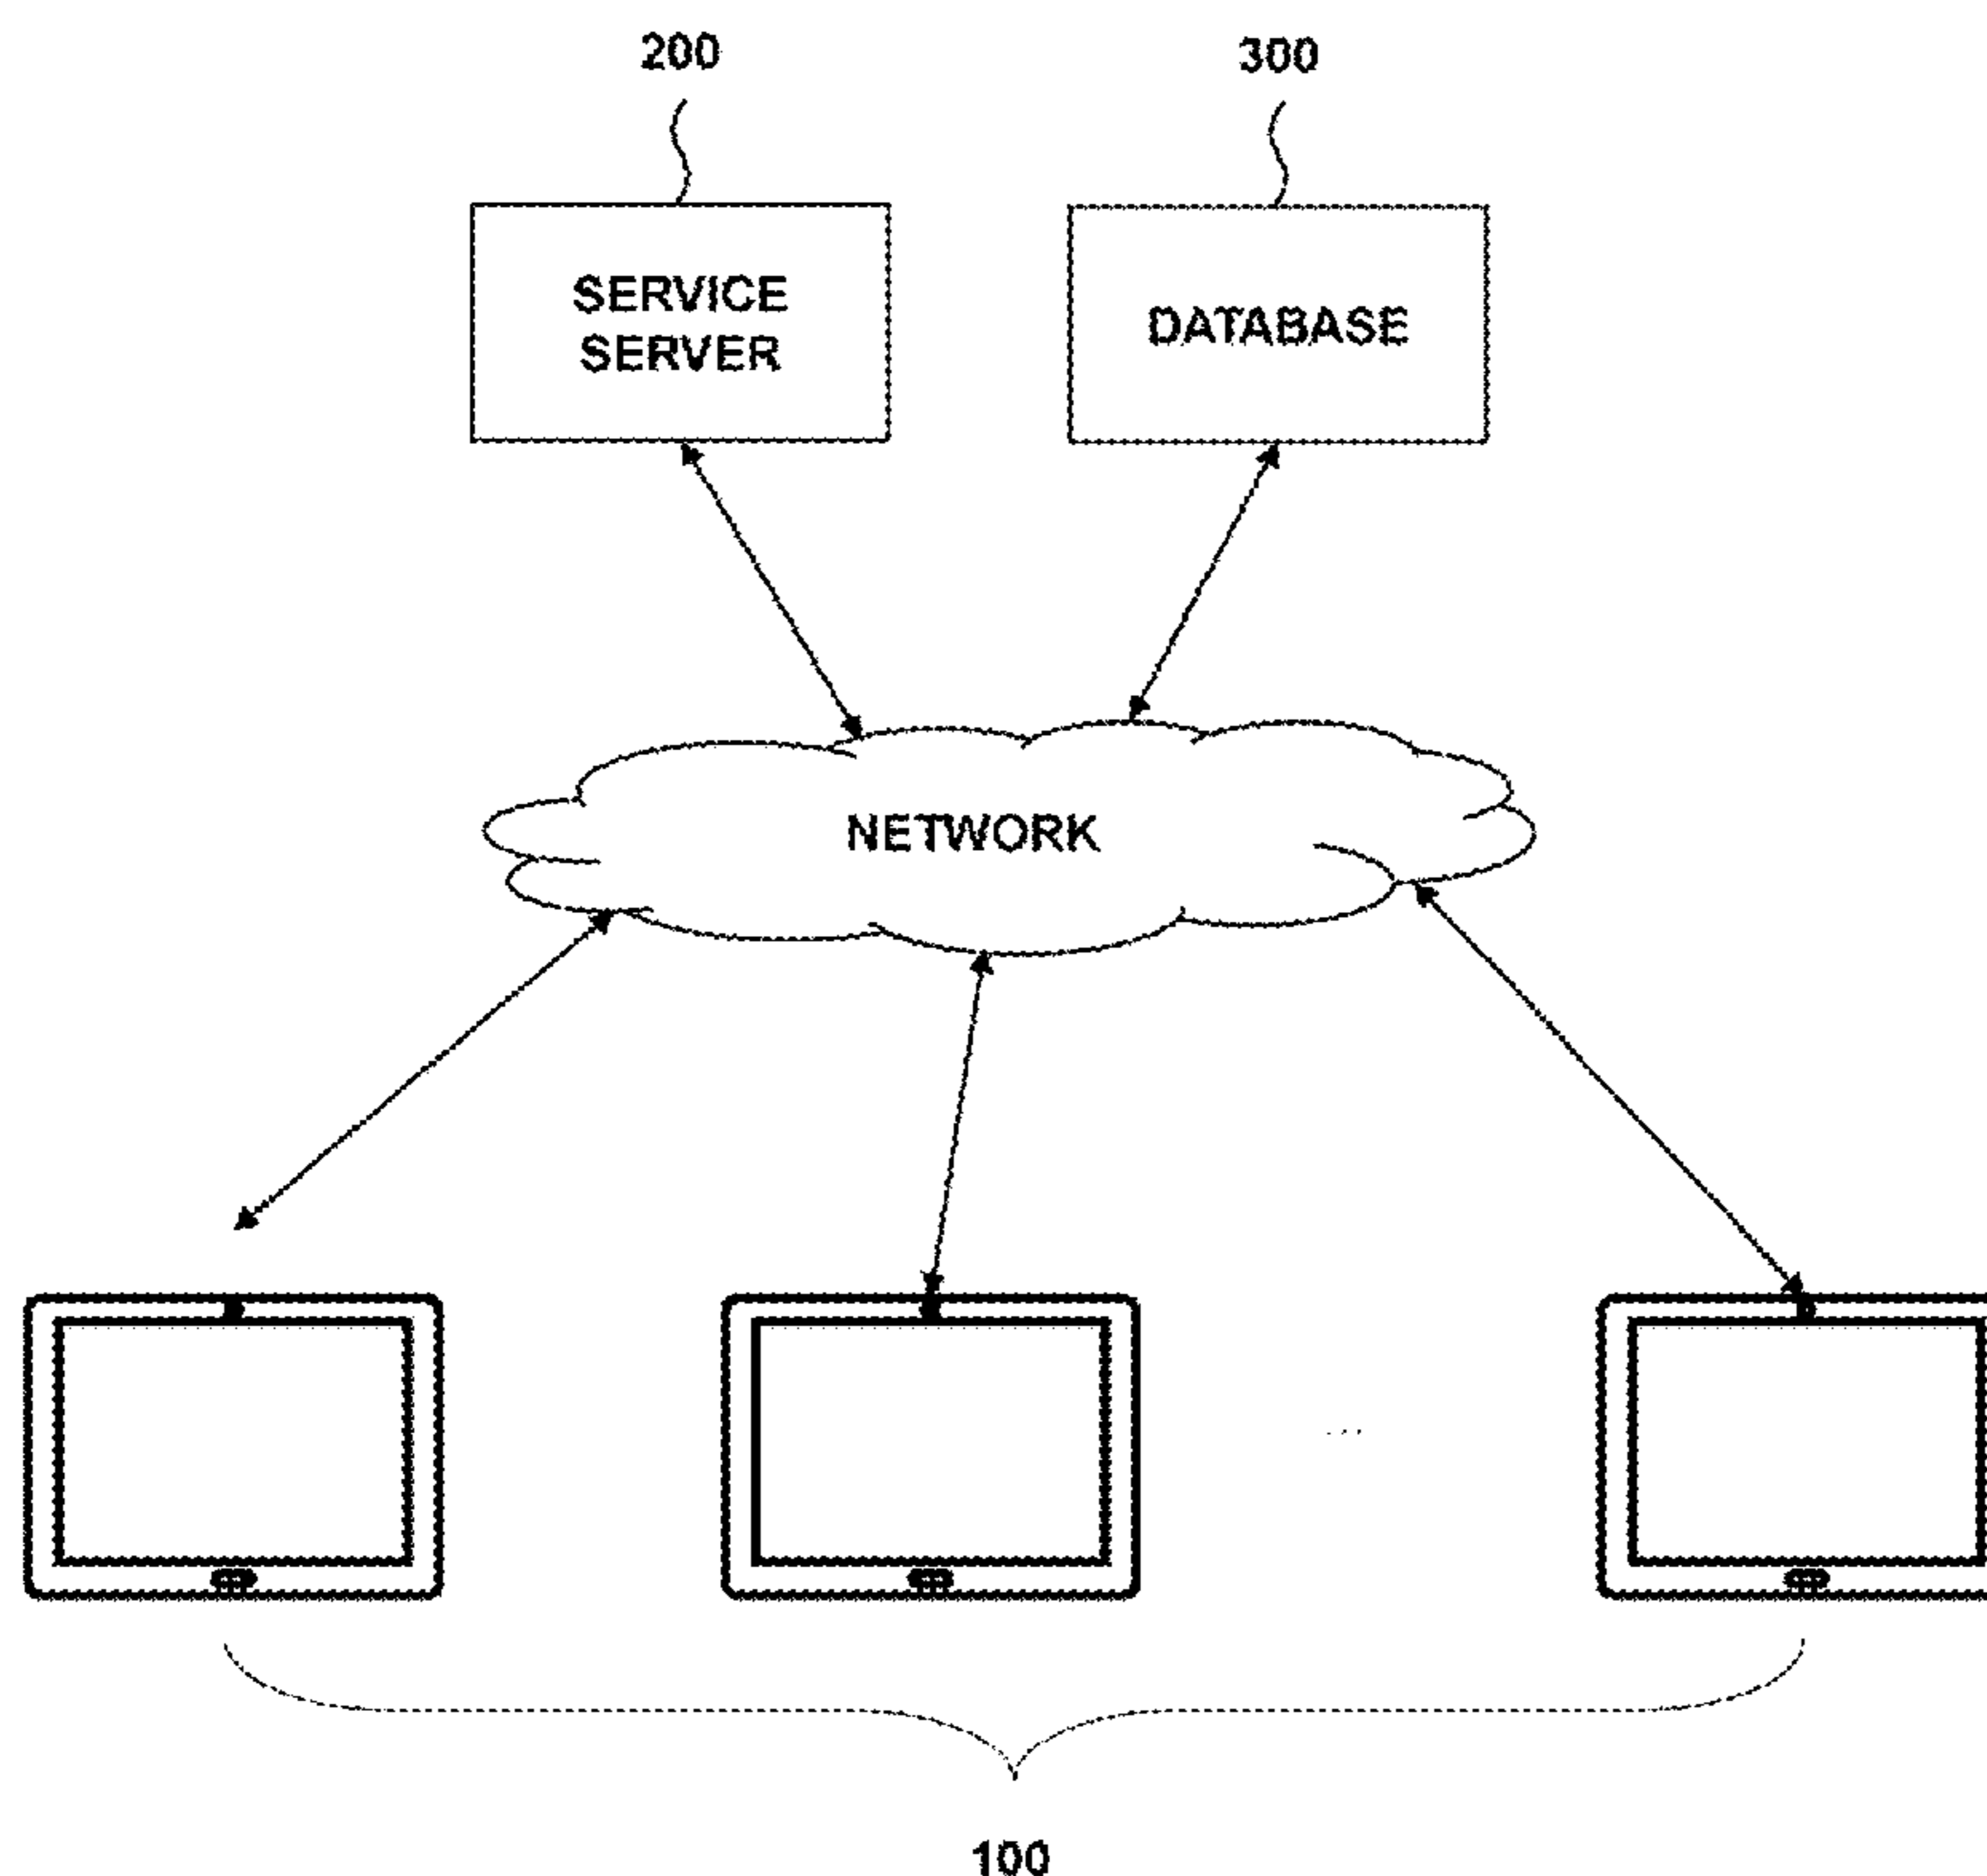 200
300
SERVICE
SERVER
DATABASE
NETWORK
...
100